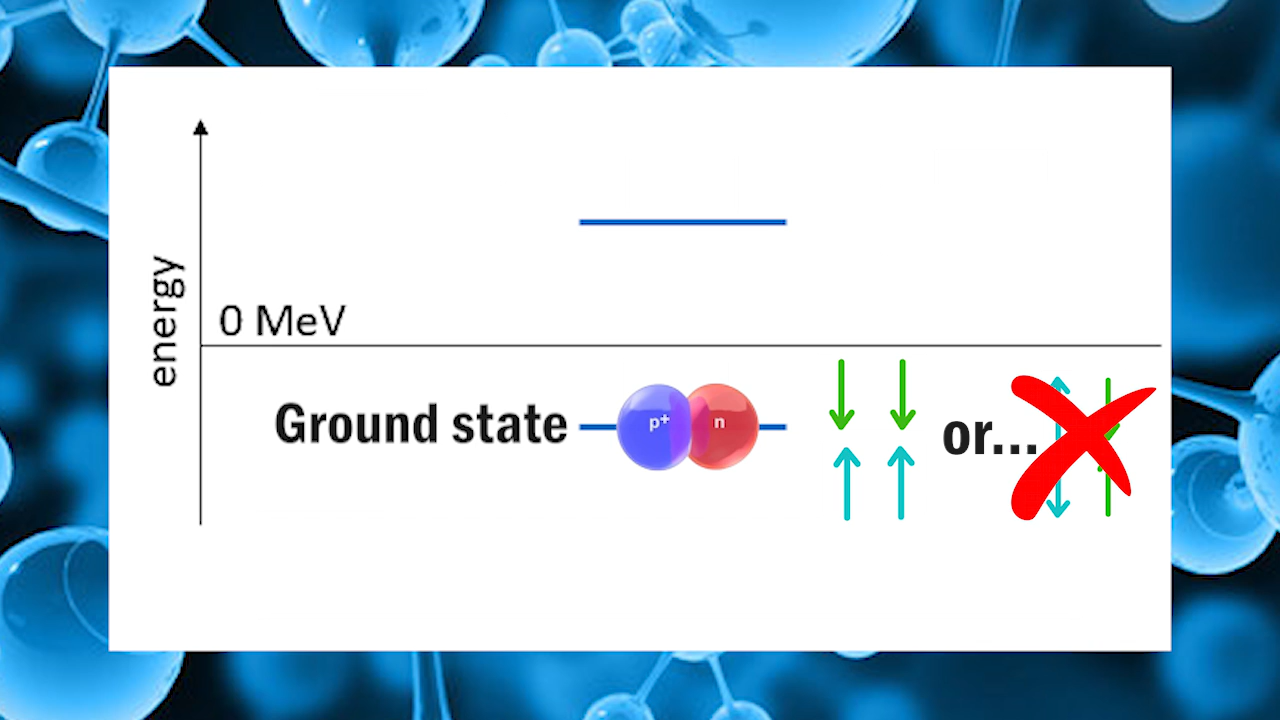 energy
0 MeV
Ground state
p⁺
n
or...